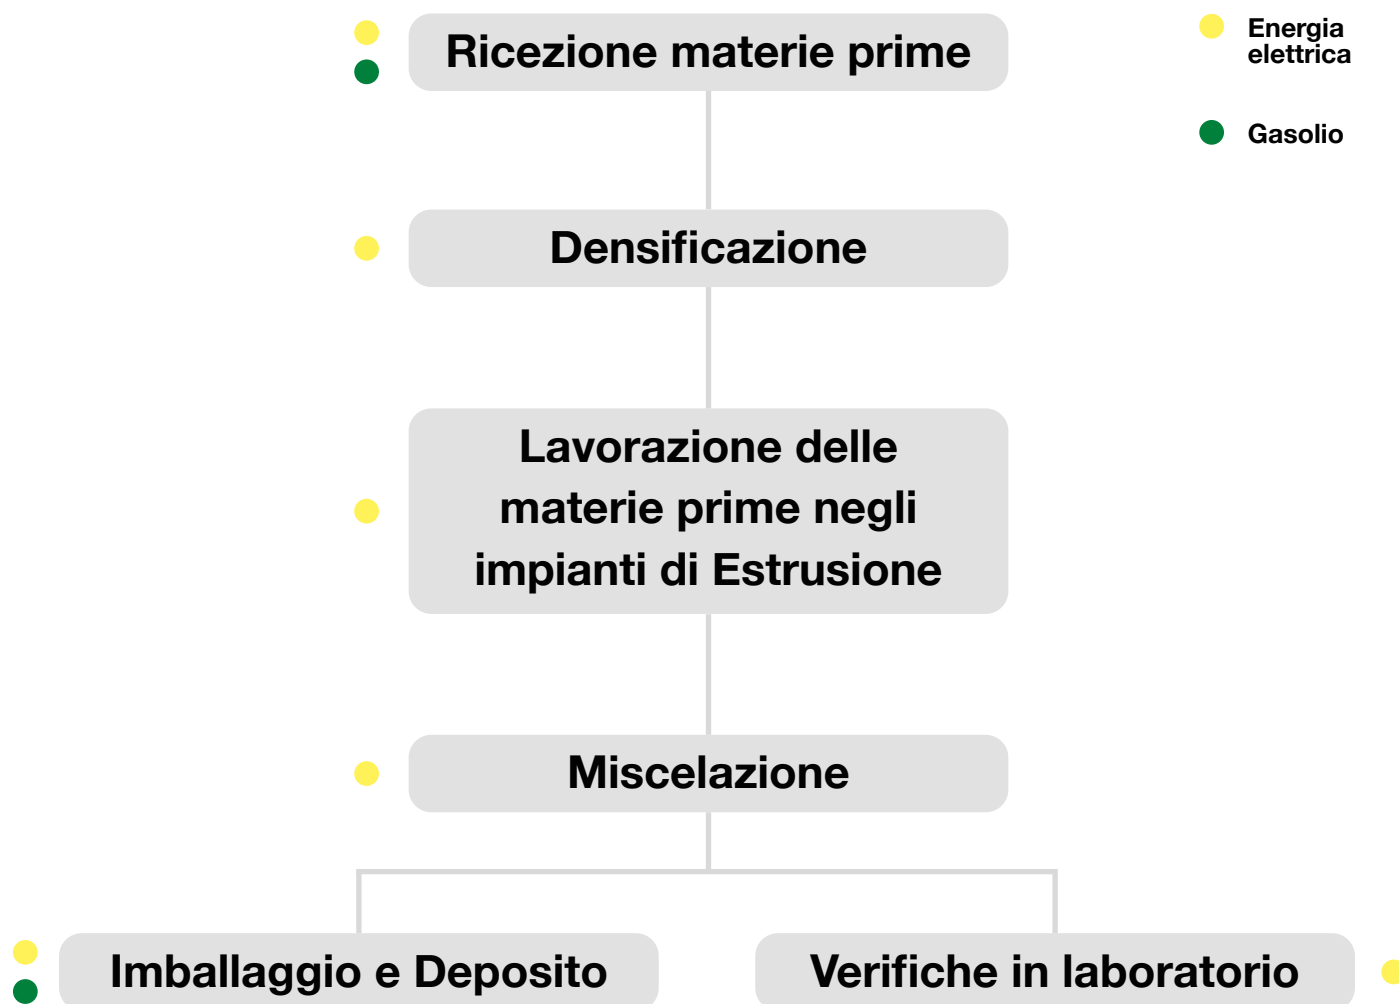 Ricezione materie prime
Energia
elettrica
Gasolio
Densificazione
Lavorazione delle
materie prime negli
impianti di Estrusione
Miscelazione
Imballaggio e Deposito
Verifiche in laboratorio